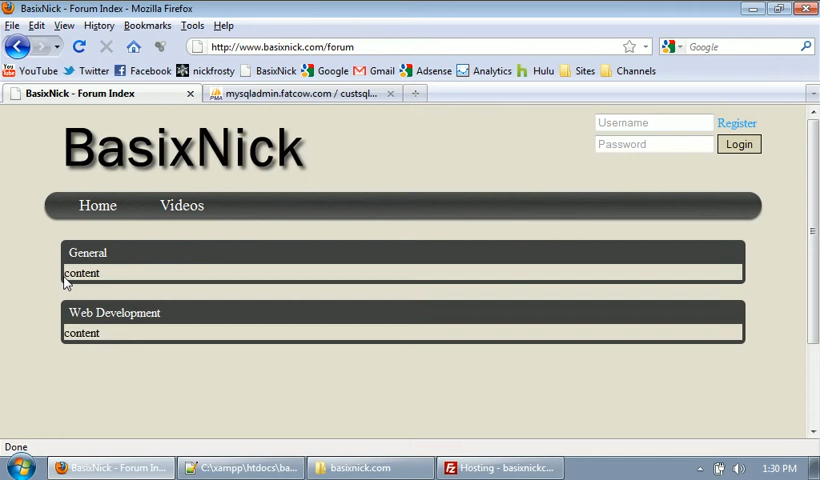 BasixNick - Forum Index - Mozilla Firefox
File Edit View History Bookmarks Tools Help
http://www.basixnick.com/forum
Google
YouTube Twitter Facebook nickfrosty BasixNick Google Gmail Adsense Analytics Hulu Sites Channels
BasixNick - Forum Index mysqladmin.fatcow.com / custsql...
BasixNick
Username Register
Password Login
Home Videos
General
content
Web Development
content
Done
BasixNick - Forum In... C:\xampp\htdocs\ba... basixnick.com Hosting - basixnickc... 1:30 PM